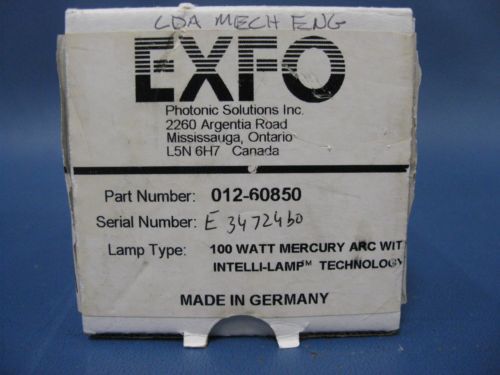 LDA MECH ENG
EXFO
Photonic Solutions Inc.
2260 Argentia Road
Mississauga, Ontario
L5N 6H7 Canada
Part Number: 012-60850
Serial Number: E 3472460
Lamp Type: 100 WATT MERCURY ARC WIT
INTELLI-LAMP™ TECHNOLOGY
MADE IN GERMANY